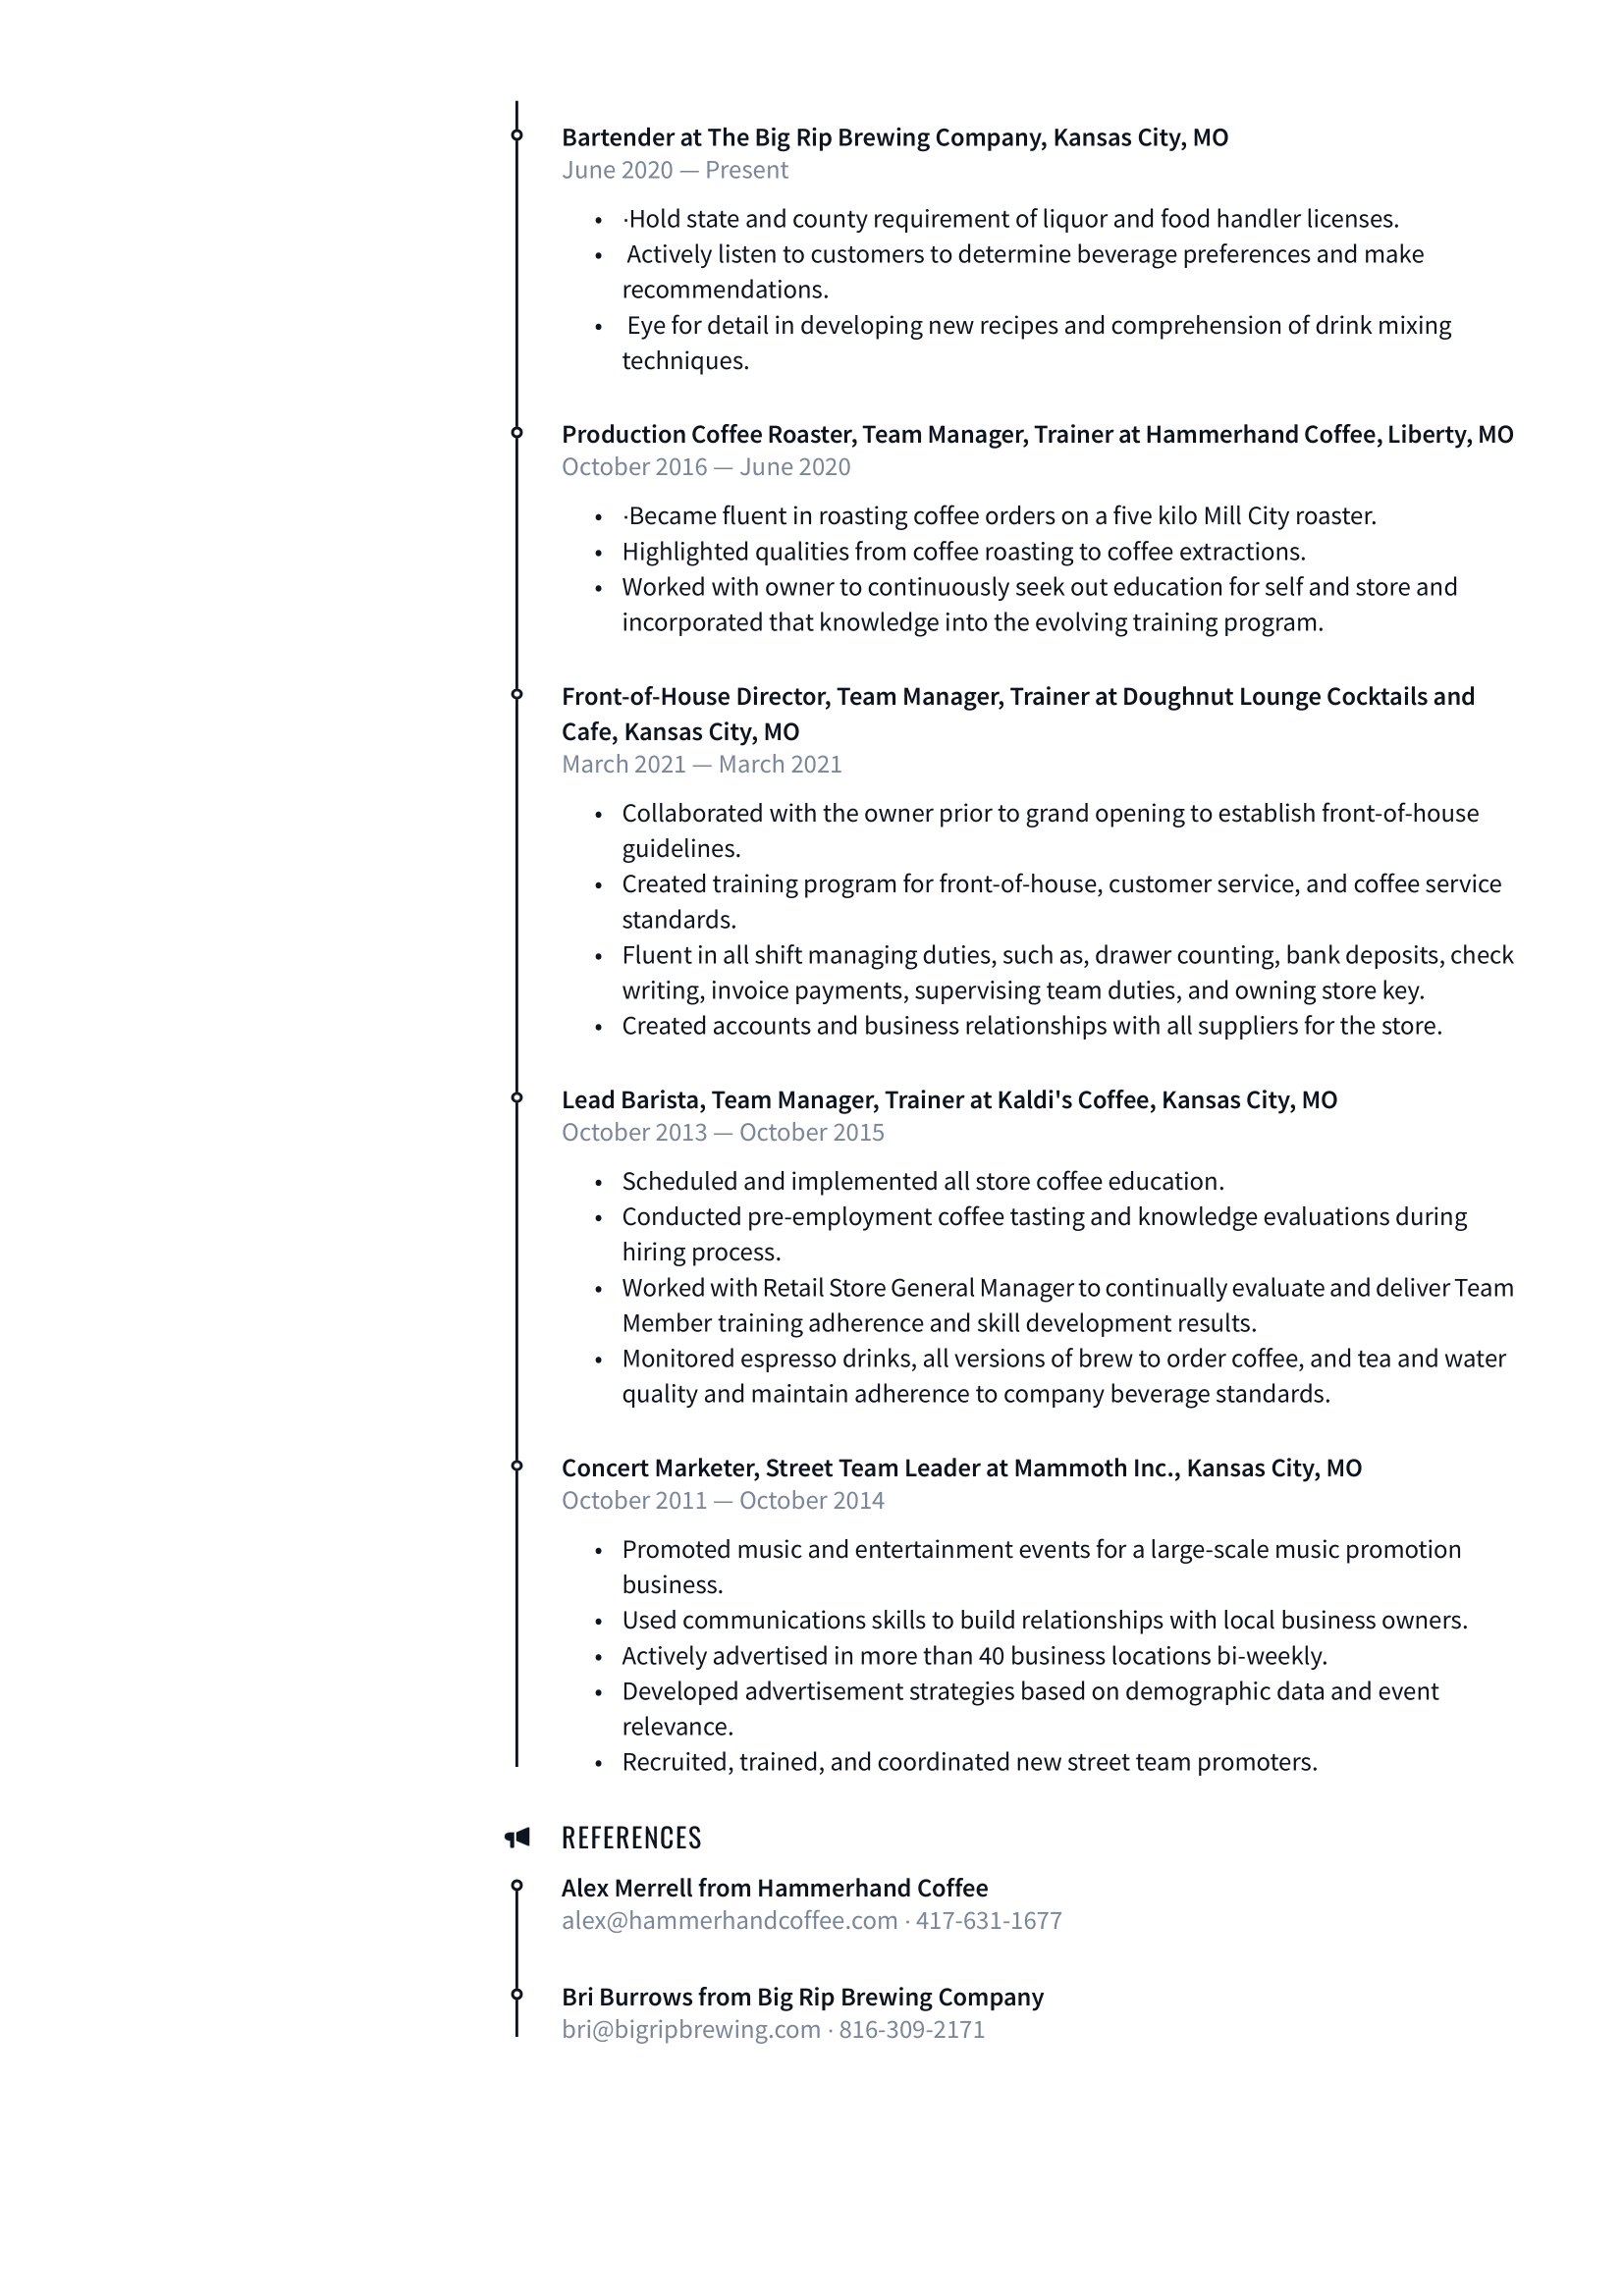 Bartender at The Big Rip Brewing Company, Kansas City, MO
June 2020 — Present
• ·Hold state and county requirement of liquor and food handler licenses.
• Actively listen to customers to determine beverage preferences and make
recommendations.
• Eye for detail in developing new recipes and comprehension of drink mixing
techniques.
Production Coffee Roaster, Team Manager, Trainer at Hammerhand Coffee, Liberty, MO
October 2016 — June 2020
• ·Became fluent in roasting coffee orders on a five kilo Mill City roaster.
• Highlighted qualities from coffee roasting to coffee extractions.
• Worked with owner to continuously seek out education for self and store and
incorporated that knowledge into the evolving training program.
Front-of-House Director, Team Manager, Trainer at Doughnut Lounge Cocktails and
Cafe, Kansas City, MO
March 2021 — March 2021
• Collaborated with the owner prior to grand opening to establish front-of-house
guidelines.
• Created training program for front-of-house, customer service, and coffee service
standards.
• Fluent in all shift managing duties, such as, drawer counting, bank deposits, check
writing, invoice payments, supervising team duties, and owning store key.
• Created accounts and business relationships with all suppliers for the store.
Lead Barista, Team Manager, Trainer at Kaldi's Coffee, Kansas City, MO
October 2013 — October 2015
• Scheduled and implemented all store coffee education.
• Conducted pre-employment coffee tasting and knowledge evaluations during
hiring process.
• Worked with Retail Store General Manager to continually evaluate and deliver Team
Member training adherence and skill development results.
• Monitored espresso drinks, all versions of brew to order coffee, and tea and water
quality and maintain adherence to company beverage standards.
Concert Marketer, Street Team Leader at Mammoth Inc., Kansas City, MO
October 2011 — October 2014
• Promoted music and entertainment events for a large-scale music promotion
business.
• Used communications skills to build relationships with local business owners.
• Actively advertised in more than 40 business locations bi-weekly.
• Developed advertisement strategies based on demographic data and event
relevance.
• Recruited, trained, and coordinated new street team promoters.
REFERENCES
Alex Merrell from Hammerhand Coffee
alex@hammerhandcoffee.com · 417-631-1677
Bri Burrows from Big Rip Brewing Company
bri@bigripbrewing.com · 816-309-2171